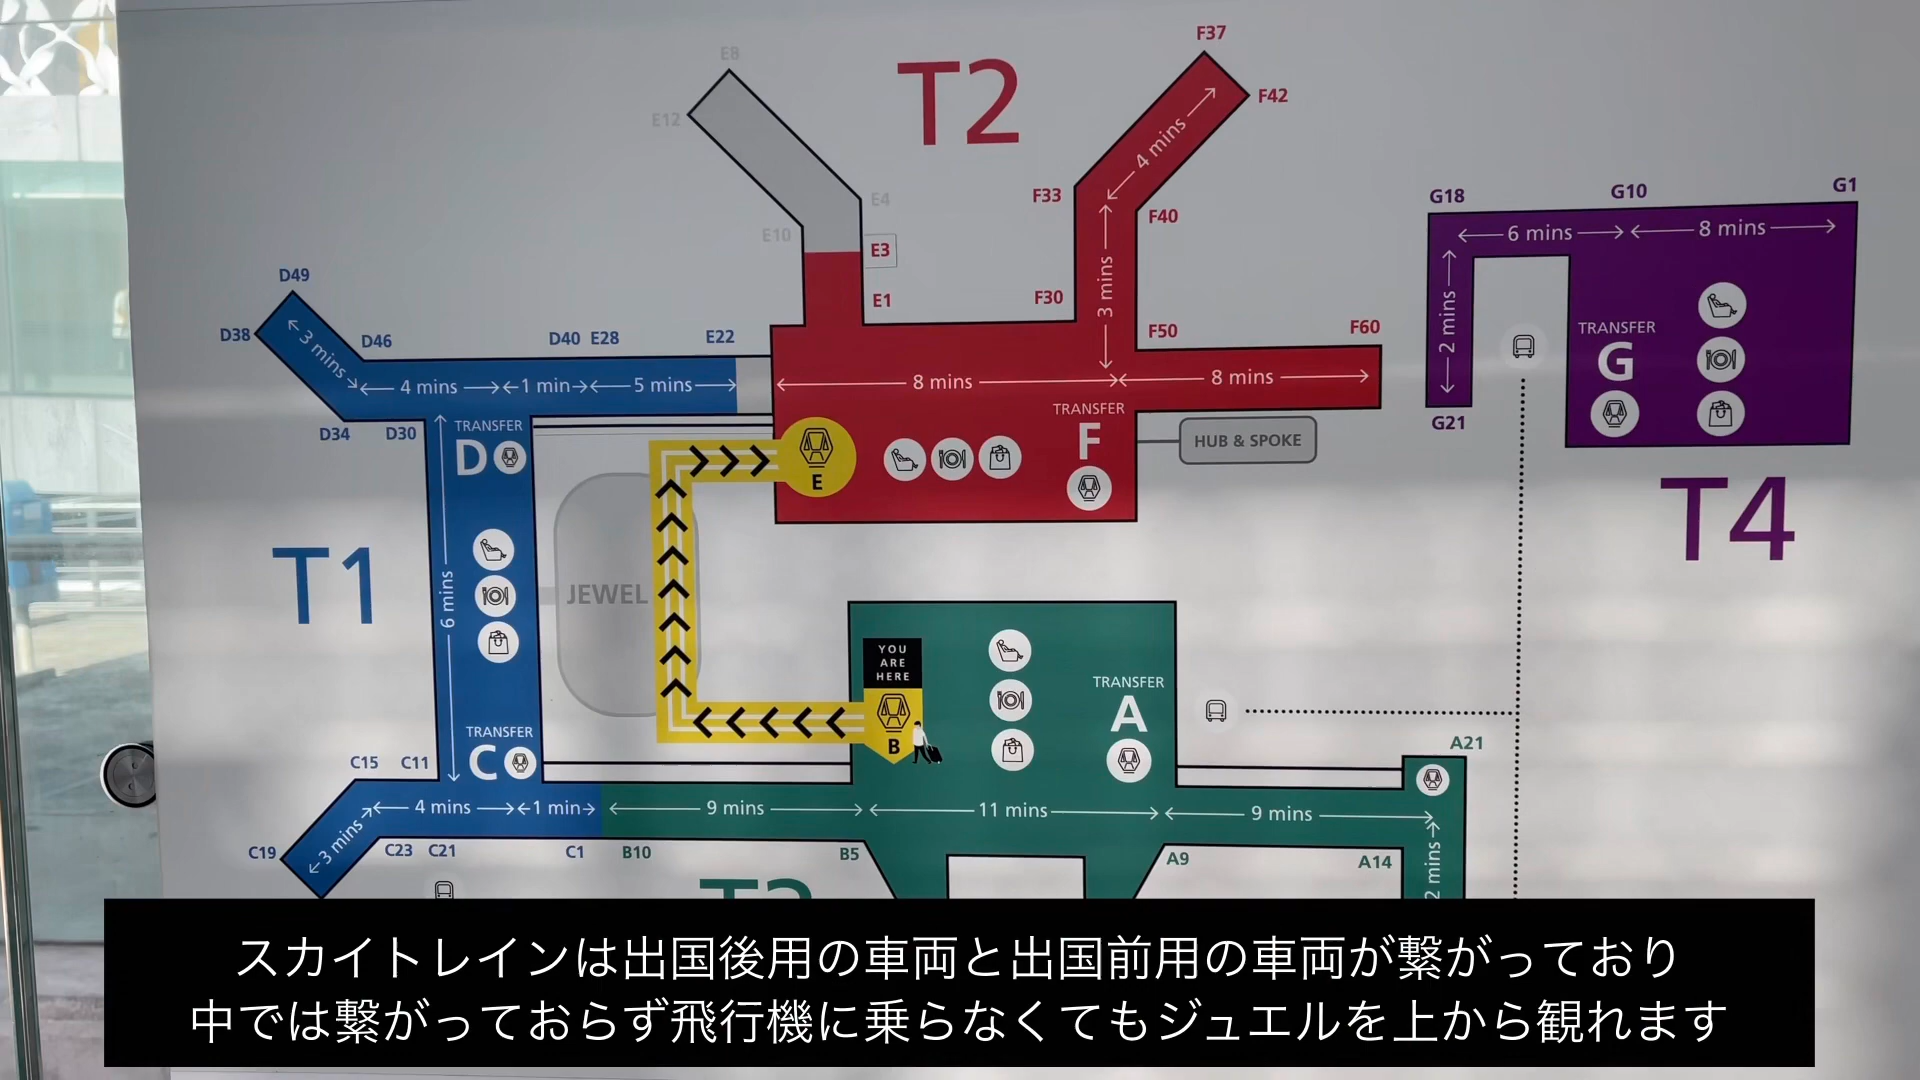 F37
E8
T2
F42
E12
4 mins
F33
E4
F40
G18
G10
G1
E10
E3
6 mins
8 mins
D49
3 mins
F30
E1
2 mins
D38
D46
D40
E28
E22
F50
F60
TRANSFER
G
3 mins
4 mins
1 min
5 mins
8 mins
8 mins
TRANSFER
F
HUB & SPOKE
G21
D34
D30
TRANSFER
D
E
T4
T1
6 mins
JEWEL
YOU
ARE
HERE
B
TRANSFER
A
TRANSFER
C
A21
C15
C11
4 mins
1 min
9 mins
11 mins
9 mins
3 mins
2 mins
C19
C23
C21
C1
B10
B5
A9
A14
T3
スカイトレインは出国後用の車両と出国前用の車両が繋がっており
中では繋がっておらず飛行機に乗らなくてもジュエルを上から観れます